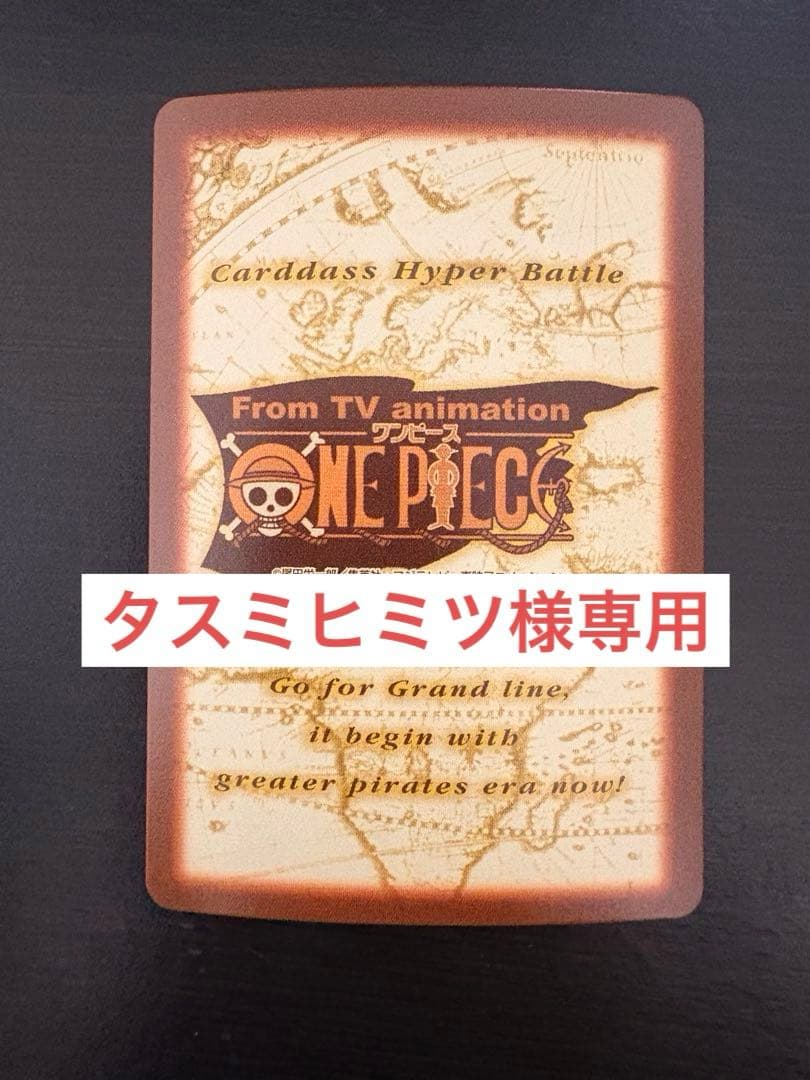 Septentrio
Carddass Hyper Battle
From TV animation
ワンピース
ONE PIECE
タスミヒミツ様専用
Go for Grand line,
it begin with
greater pirates era now!